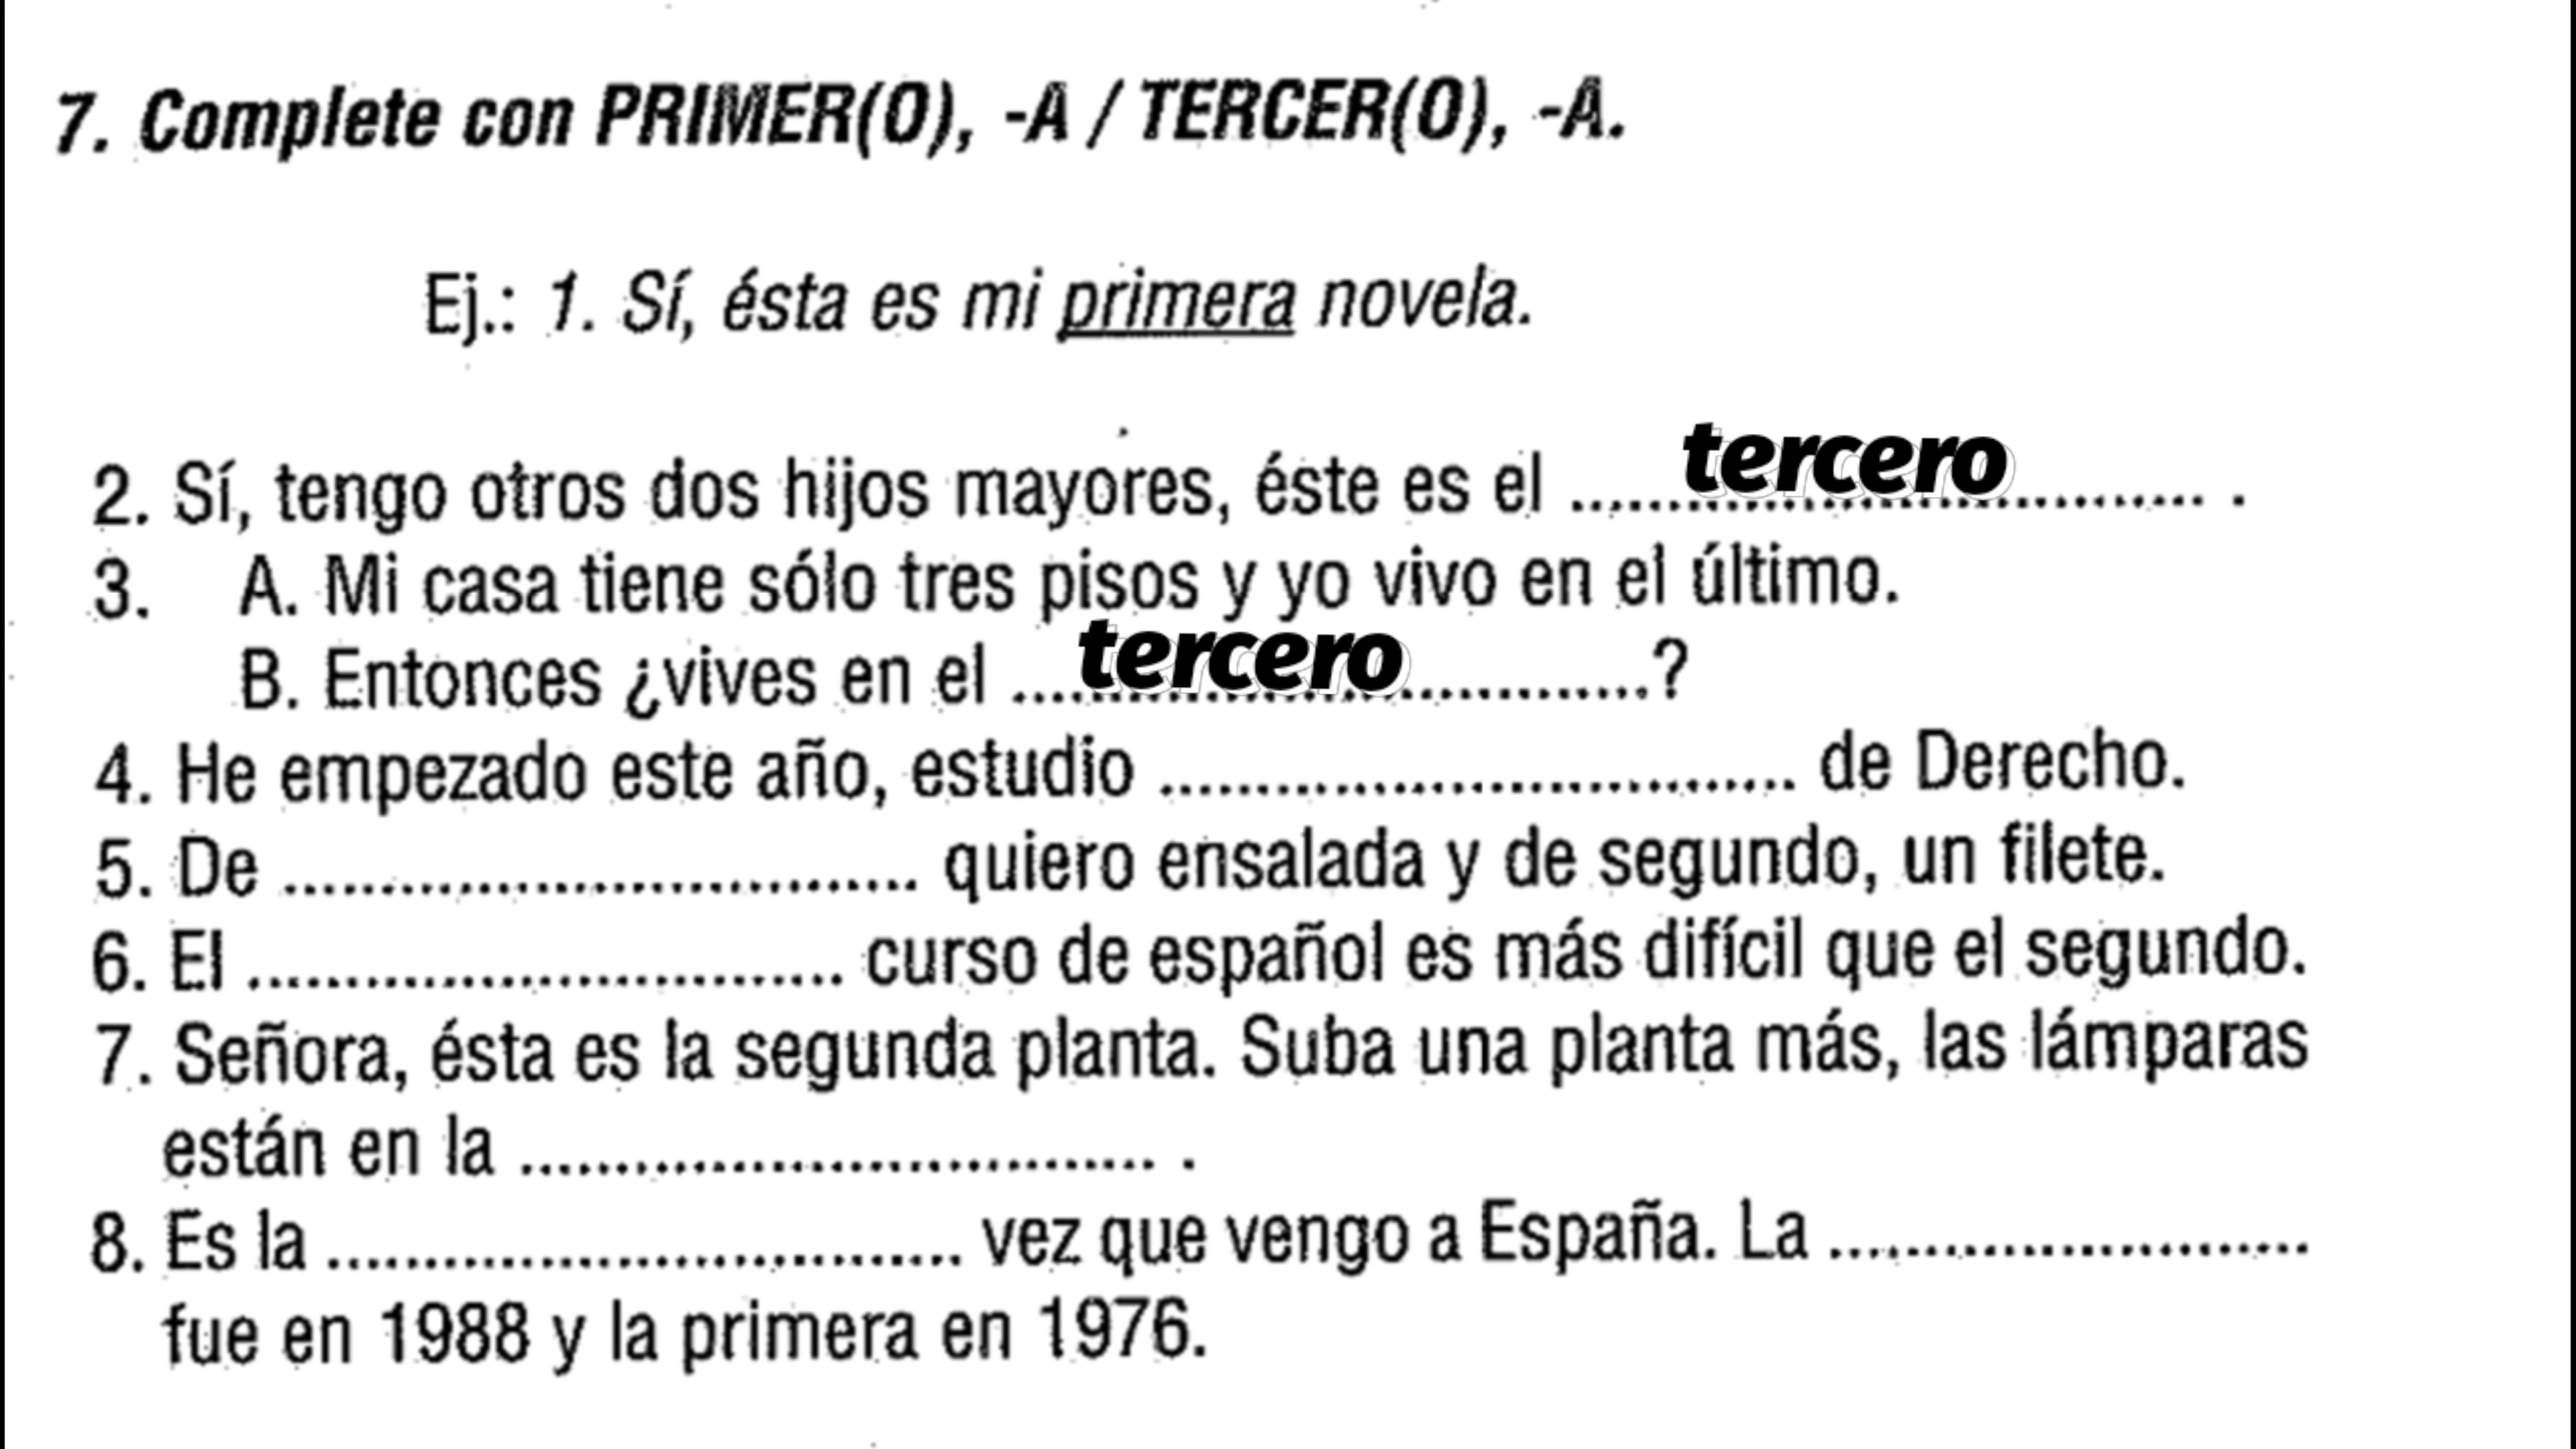 7. Complete con PRIMER(O), -A / TERCER(O), -A.
Ej.: 1. Sí, ésta es mi primera novela.
2. Sí, tengo otros dos hijos mayores, éste es el tercero .
3. A. Mi casa tiene sólo tres pisos y yo vivo en el último.
B. Entonces ¿vives en el tercero ?
4. He empezado este año, estudio ................................. de Derecho.
5. De ................................. quiero ensalada y de segundo, un filete.
6. El ............................... curso de español es más difícil que el segundo.
7. Señora, ésta es la segunda planta. Suba una planta más, las lámparas
están en la ................................. .
8. Es la ................................. vez que vengo a España. La .........................
fue en 1988 y la primera en 1976.